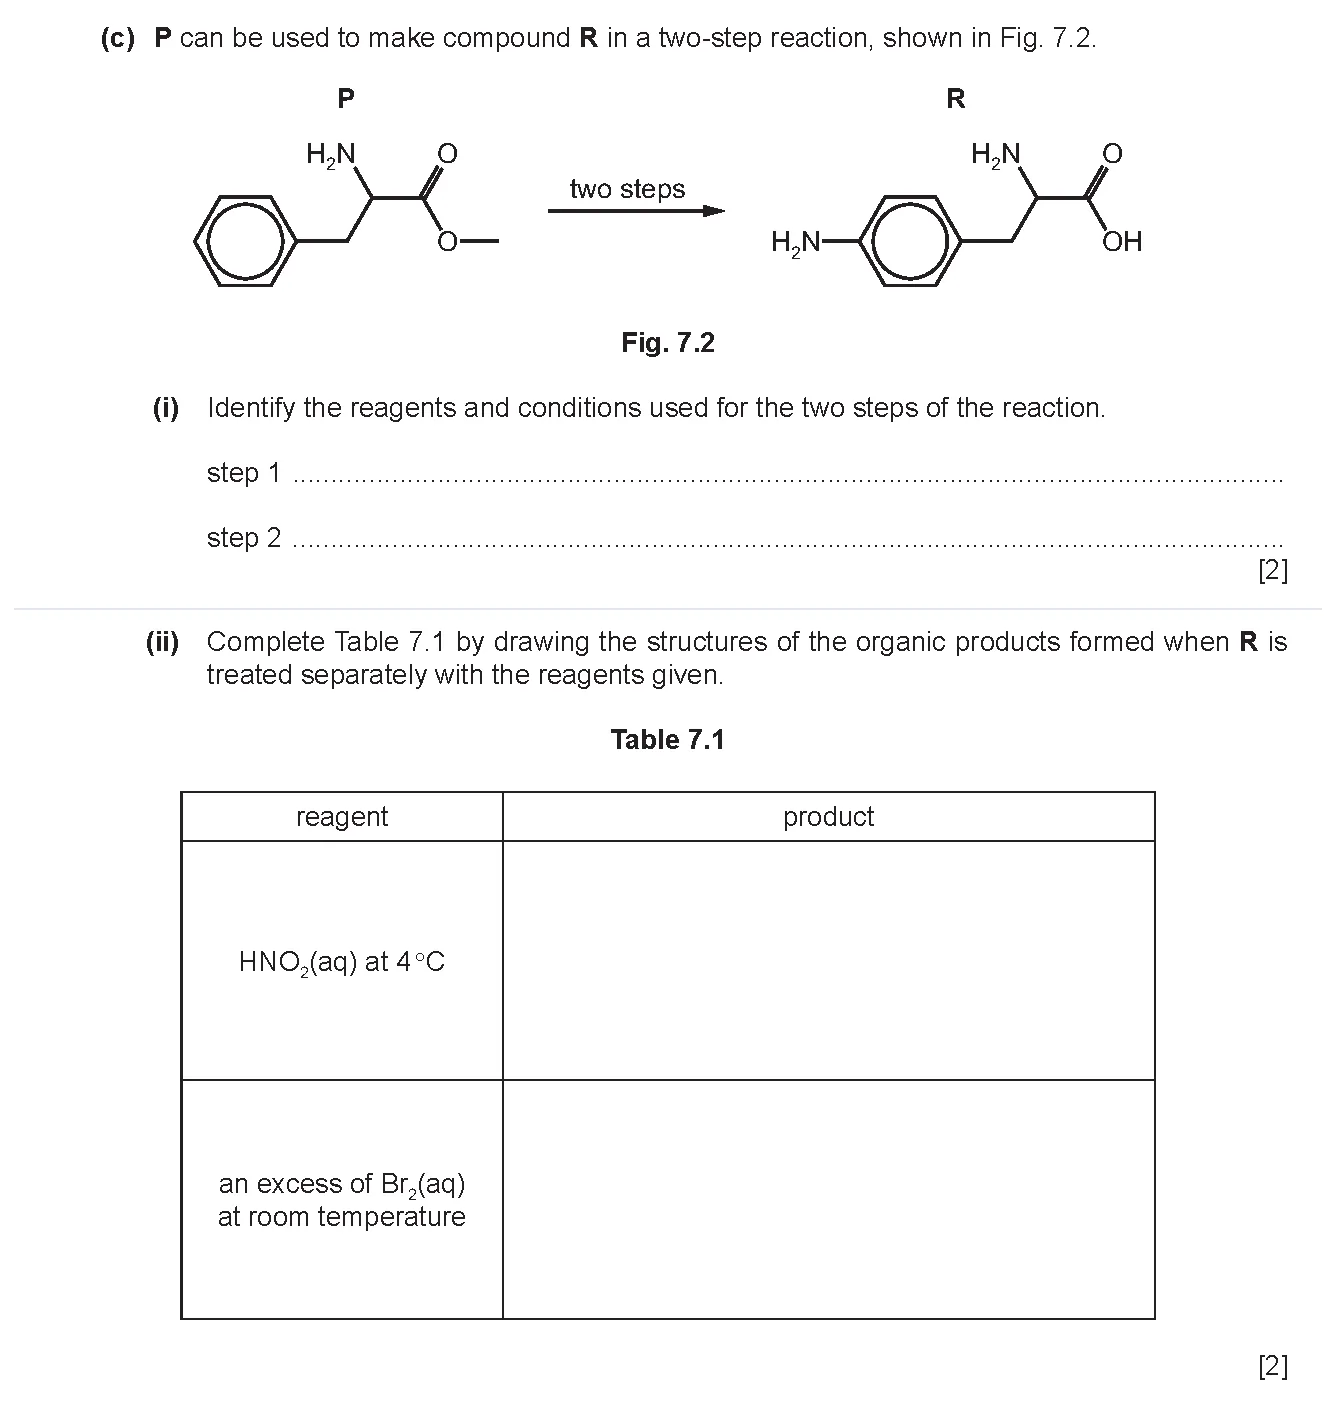 (c) P can be used to make compound R in a two-step reaction, shown in Fig. 7.2.
P
R
H₂N
O
O
two steps
H₂N
O
H₂N
OH
Fig. 7.2
(i) Identify the reagents and conditions used for the two steps of the reaction.
step 1 ..........................................................................................................................
step 2 ..........................................................................................................................
[2]
(ii) Complete Table 7.1 by drawing the structures of the organic products formed when R is
treated separately with the reagents given.
Table 7.1
reagent product
HNO₂(aq) at 4 °C
an excess of Br₂(aq)
at room temperature
[2]